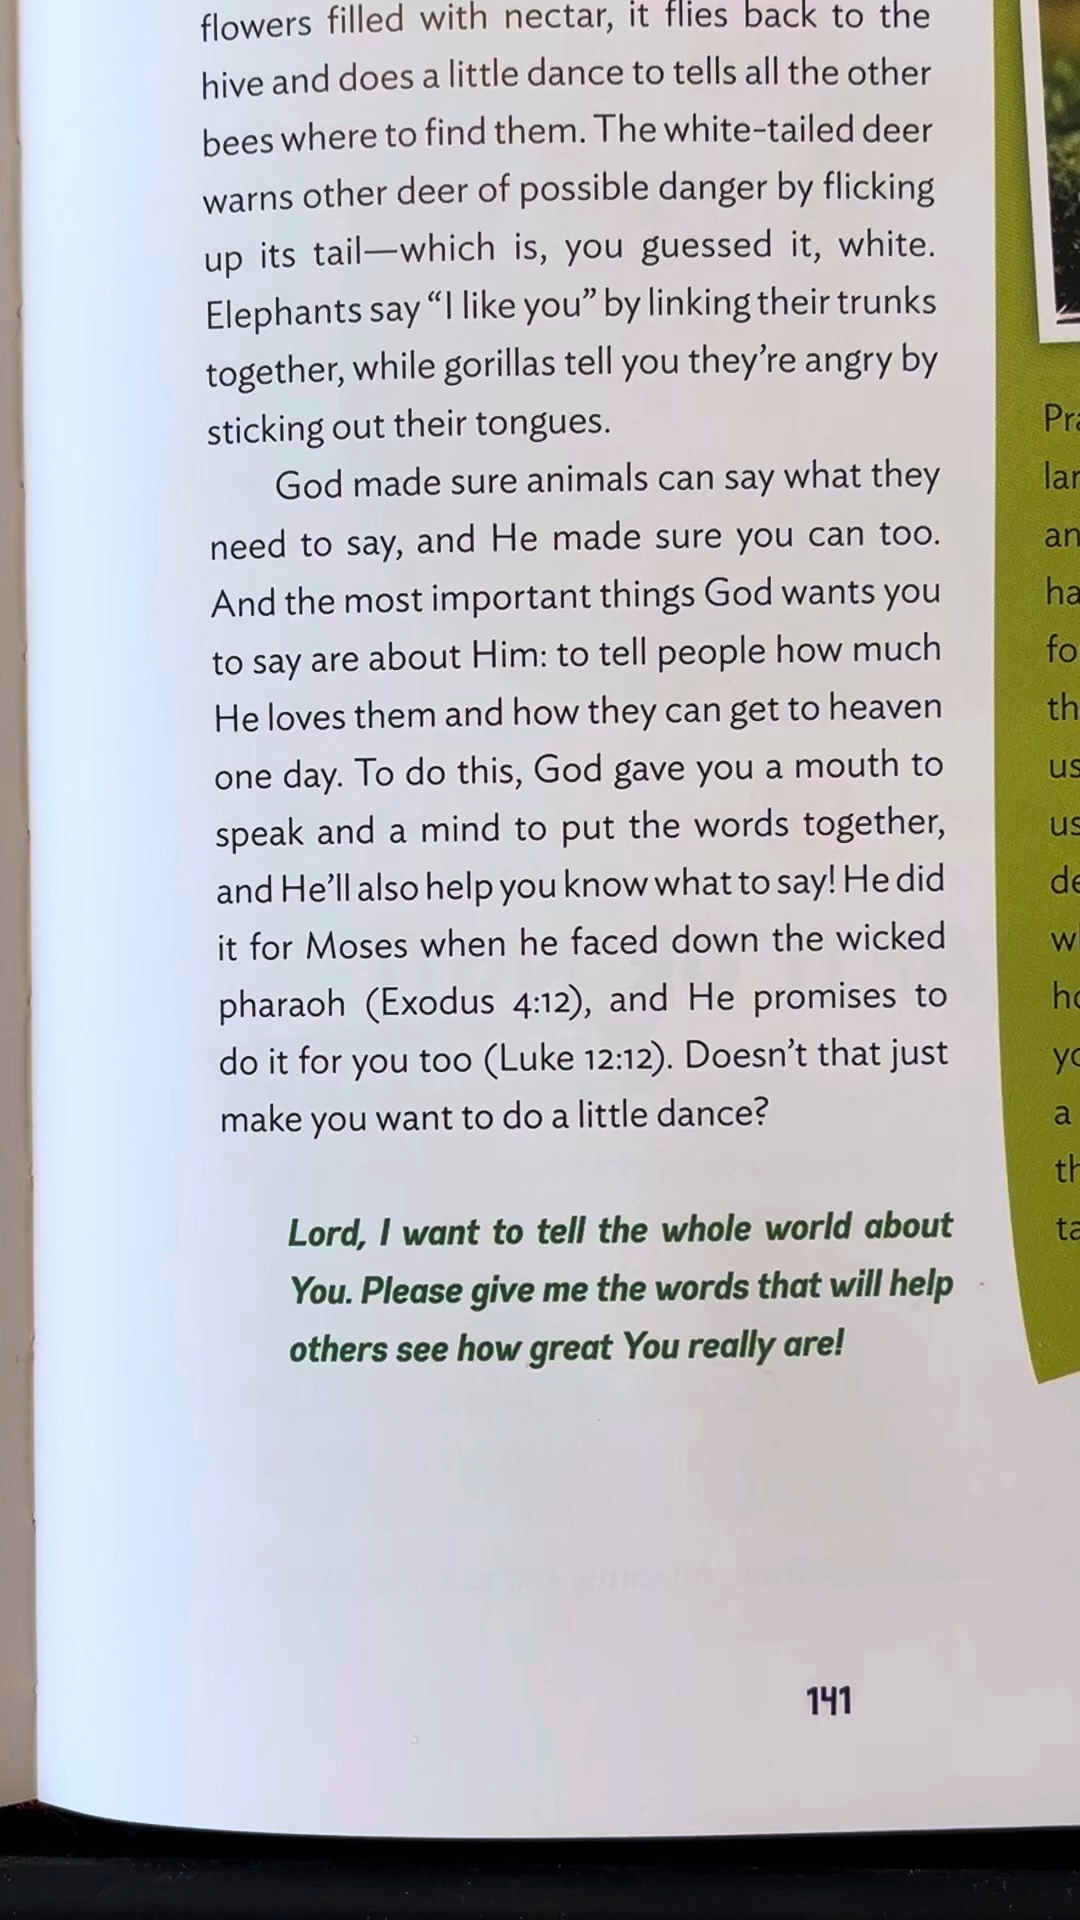 flowers filled with nectar, it flies back to the
hive and does a little dance to tells all the other
bees where to find them. The white-tailed deer
warns other deer of possible danger by flicking
up its tail—which is, you guessed it, white.
Elephants say “I like you” by linking their trunks
together, while gorillas tell you they’re angry by
sticking out their tongues.
God made sure animals can say what they
need to say, and He made sure you can too.
And the most important things God wants you
to say are about Him: to tell people how much
He loves them and how they can get to heaven
one day. To do this, God gave you a mouth to
speak and a mind to put the words together,
and He’ll also help you know what to say! He did
it for Moses when he faced down the wicked
pharaoh (Exodus 4:12), and He promises to
do it for you too (Luke 12:12). Doesn’t that just
make you want to do a little dance?
Lord, I want to tell the whole world about
You. Please give me the words that will help
others see how great You really are!
141